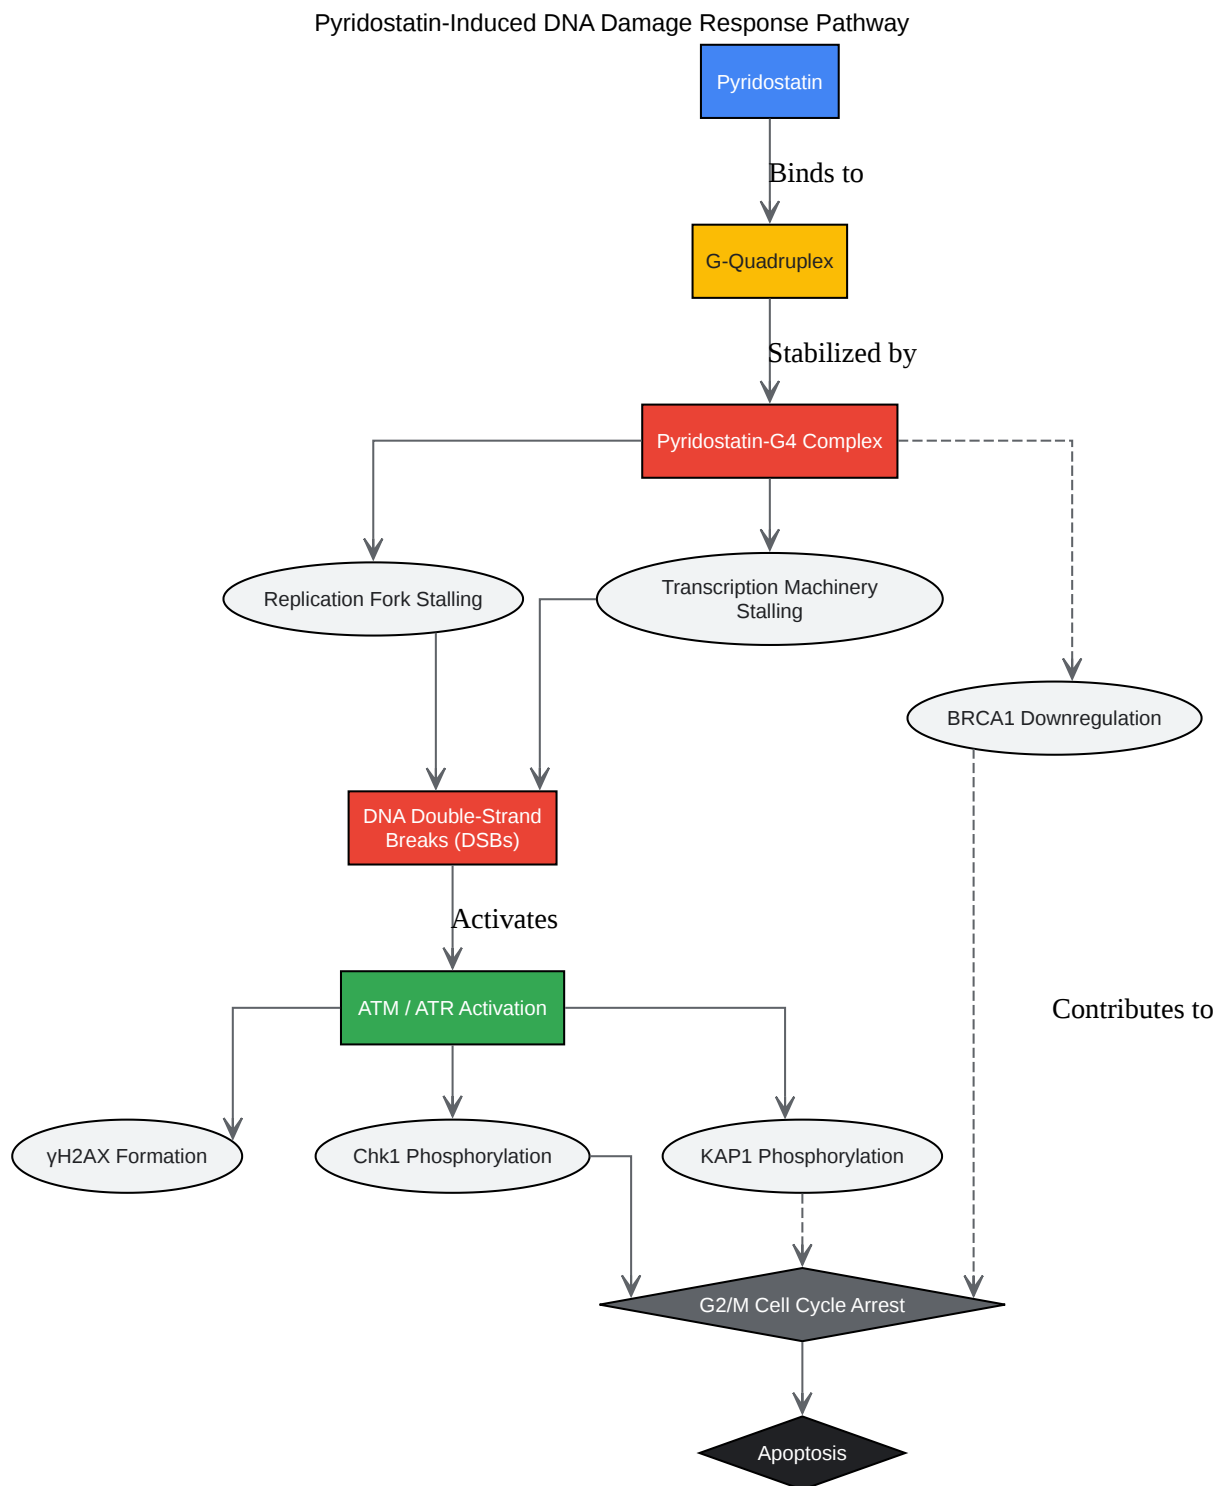 Pyridostatin-Induced DNA Damage Response Pathway
Pyridostatin
Binds to
G-Quadruplex
Stabilized by
Pyridostatin-G4 Complex
Replication Fork Stalling
Transcription Machinery
Stalling
BRCA1 Downregulation
DNA Double-Strand
Breaks (DSBs)
Activates
ATM / ATR Activation
Contributes to
γH2AX Formation
Chk1 Phosphorylation
KAP1 Phosphorylation
G2/M Cell Cycle Arrest
Apoptosis